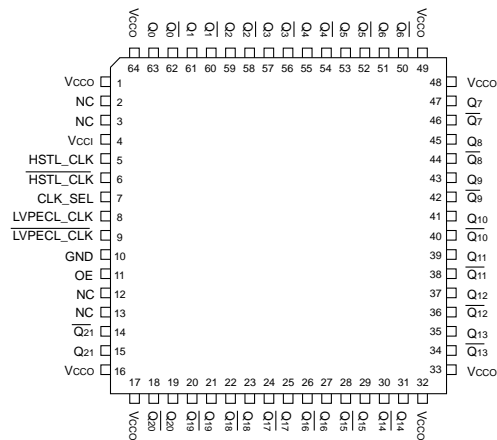 VCCO Q0 Q0 Q1 Q1 Q2 Q2 Q3 Q3 Q4 Q4 Q5 Q5 Q6 Q6 VCCO
64 63 62 61 60 59 58 57 56 55 54 53 52 51 50 49
VCCO 1
NC 2
NC 3
VCCI 4
HSTL_CLK 5
HSTL_CLK 6
CLK_SEL 7
LVPECL_CLK 8
LVPECL_CLK 9
GND 10
OE 11
NC 12
NC 13
Q21 14
Q21 15
VCCO 16
48 VCCO
47 Q7
46 Q7
45 Q8
44 Q8
43 Q9
42 Q9
41 Q10
40 Q10
39 Q11
38 Q11
37 Q12
36 Q12
35 Q13
34 Q13
33 VCCO
17 18 19 20 21 22 23 24 25 26 27 28 29 30 31 32
VCCO Q20 Q20 Q19 Q19 Q18 Q18 Q17 Q17 Q16 Q16 Q15 Q15 Q14 Q14 VCCO